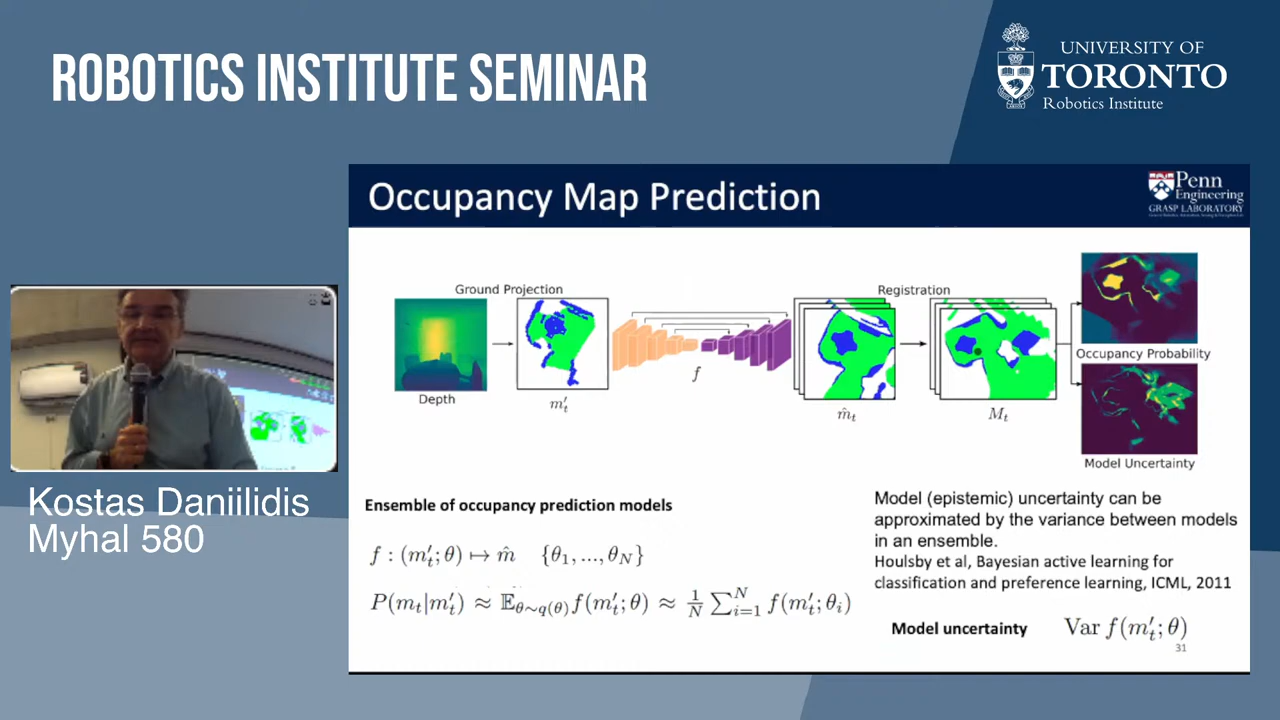 ROBOTICS INSTITUTE SEMINAR
UNIVERSITY OF
TORONTO
Robotics Institute
Occupancy Map Prediction
Penn
Engineering
GRASP LABORATORY
Ground Projection
Registration
Depth
m′ₜ
f
m̂ₜ
Mₜ
Occupancy Probability
Model Uncertainty
Kostas Daniilidis
Myhal 580
Ensemble of occupancy prediction models
f : (m′ₜ; θ) ↦ m̂ {θ₁, ..., θ_N}
P(mₜ|m′ₜ) ≈ 𝔼_{θ∼q(θ)} f(m′ₜ; θ) ≈ 1/N ∑ᵢ₌₁ᴺ f(m′ₜ; θᵢ)
Model (epistemic) uncertainty can be
approximated by the variance between models
in an ensemble.
Houlsby et al, Bayesian active learning for
classification and preference learning, ICML, 2011
Model uncertainty Var f(m′ₜ; θ)
31